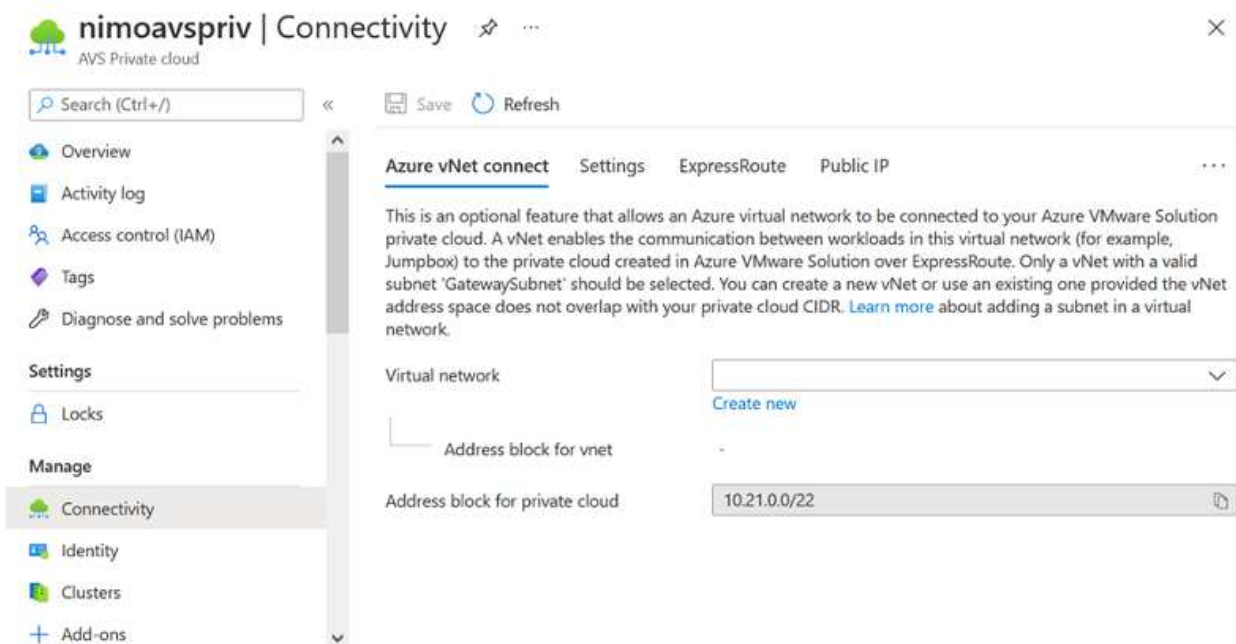 nimoavspriv | Connectivity
AVS Private cloud
Search (Ctrl+/)
Overview
Activity log
Access control (IAM)
Tags
Diagnose and solve problems
Settings
Locks
Manage
Connectivity
Identity
Clusters
Add-ons
Save Refresh
Azure vNet connect Settings ExpressRoute Public IP
This is an optional feature that allows an Azure virtual network to be connected to your Azure VMware Solution
private cloud. A vNet enables the communication between workloads in this virtual network (for example,
Jumpbox) to the private cloud created in Azure VMware Solution over ExpressRoute. Only a vNet with a valid
subnet 'GatewaySubnet' should be selected. You can create a new vNet or use an existing one provided the vNet
address space does not overlap with your private cloud CIDR. Learn more about adding a subnet in a virtual
network.
Virtual network
Create new
Address block for vnet -
Address block for private cloud 10.21.0.0/22